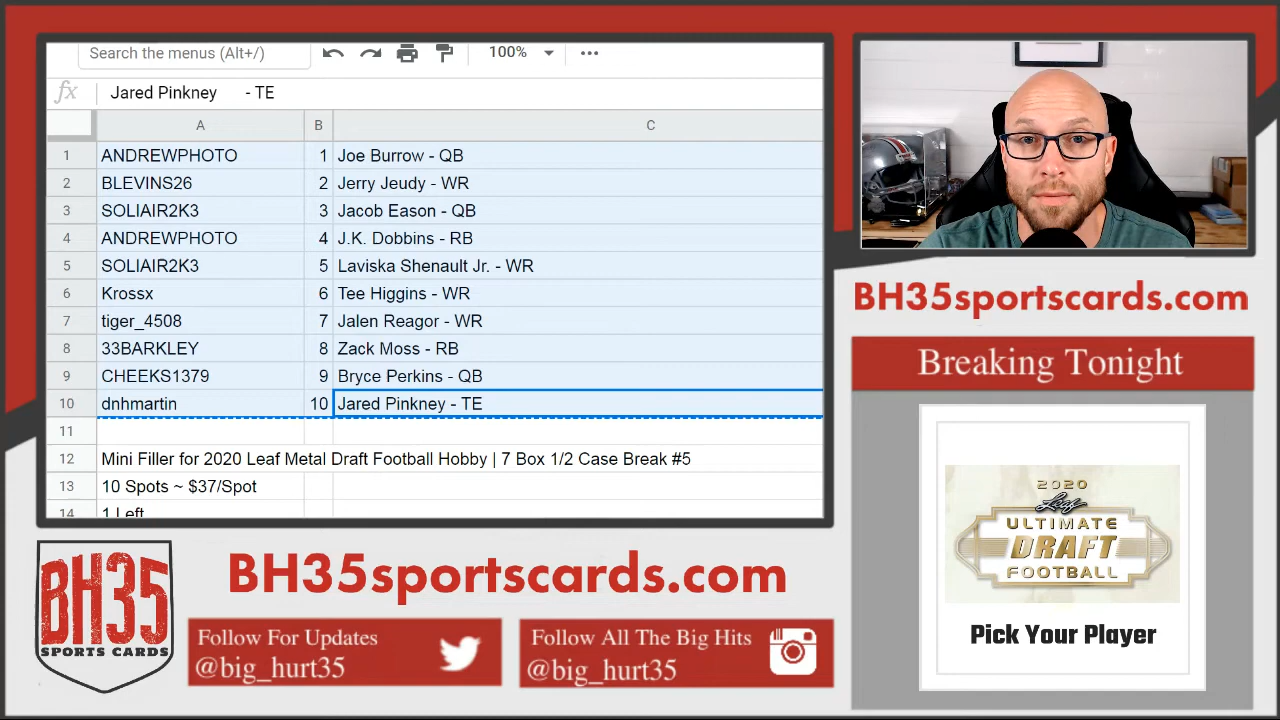 Search the menus (Alt+/)
100%
fx
Jared Pinkney - TE
A B C
1 ANDREWPHOTO 1 Joe Burrow - QB
2 BLEVINS26 2 Jerry Jeudy - WR
3 SOLIAIR2K3 3 Jacob Eason - QB
4 ANDREWPHOTO 4 J.K. Dobbins - RB
5 SOLIAIR2K3 5 Laviska Shenault Jr. - WR
6 Krossx 6 Tee Higgins - WR
7 tiger_4508 7 Jalen Reagor - WR
8 33BARKLEY 8 Zack Moss - RB
9 CHEEKS1379 9 Bryce Perkins - QB
10 dnhmartin 10 Jared Pinkney - TE
11
12 Mini Filler for 2020 Leaf Metal Draft Football Hobby | 7 Box 1/2 Case Break #5
13 10 Spots ~ $37/Spot
14 1 Left
BH35sportscards.com
Breaking Tonight
2020
Leaf
ULTIMATE
DRAFT
FOOTBALL
Pick Your Player
BH35
SPORTS CARDS
BH35sportscards.com
Follow For Updates
@big_hurt35
Follow All The Big Hits
@big_hurt35